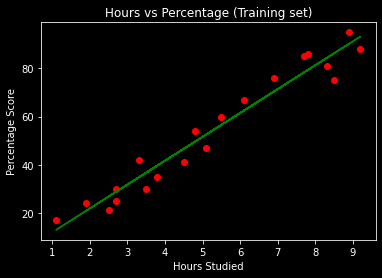 Hours vs Percentage (Training set)
Percentage Score
80
60
40
20
1 2 3 4 5 6 7 8 9
Hours Studied